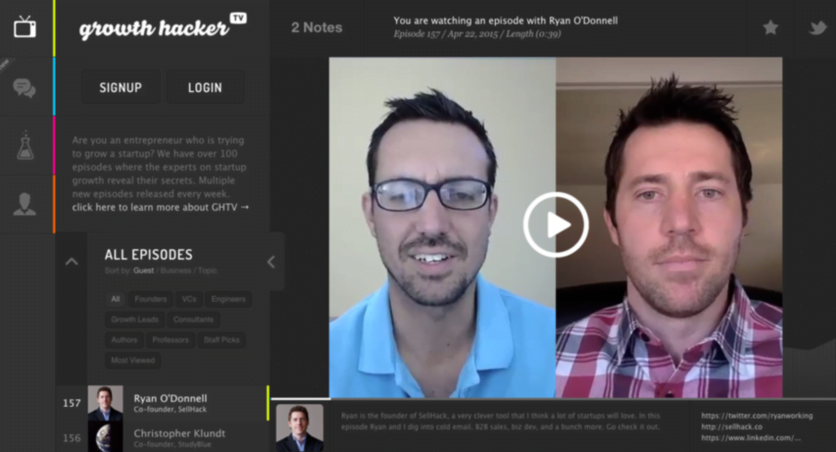 growth hacker TV
2 Notes
You are watching an episode with Ryan O'Donnell
Episode 157 / Apr 22, 2015 / Length (0:39)
SIGNUP
LOGIN
Are you an entrepreneur who is trying
to grow a startup? We have over 100
episodes where the experts on startup
growth reveal their secrets. Multiple
new episodes released every week.
click here to learn more about GHTV →
ALL EPISODES
Sort by: Guest / Business / Topic
All
Founders
VCs
Engineers
Growth Leads
Consultants
Authors
Professors
Staff Picks
Most Viewed
157
Ryan O'Donnell
Co-founder, SellHack
156
Christopher Klundt
Co-founder, StudyBlue
Ryan is the founder of SellHack, a very clever tool that I think a lot of startups will love. In this
episode Ryan and I dig into cold email, B2B sales, biz dev, and a bunch more. Go check it out.
https://twitter.com/ryanworking
http://sellhack.co
https://www.linkedin.com/...